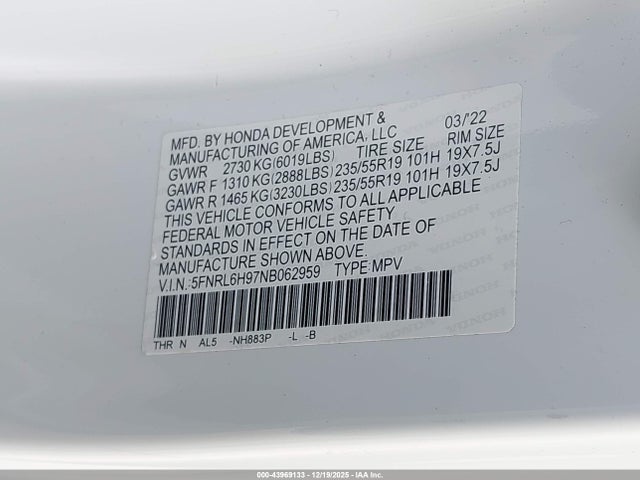 MFD. BY HONDA DEVELOPMENT & 03/'22
MANUFACTURING OF AMERICA, LLC
GVWR 2730 KG(6019LBS) TIRE SIZE RIM SIZE
GAWR F 1310 KG(2888LBS) 235/55R19 101H 19X7.5J
GAWR R 1465 KG(3230LBS) 235/55R19 101H 19X7.5J
THIS VEHICLE CONFORMS TO ALL APPLICABLE
FEDERAL MOTOR VEHICLE SAFETY
STANDARDS IN EFFECT ON THE DATE OF
MANUFACTURE SHOWN ABOVE.
V.I.N.:5FNRL6H97NB062959 TYPE:MPV
THR N AL5 -NH883P -L -B
000-43969133 - 12/19/2025 - IAA Inc.